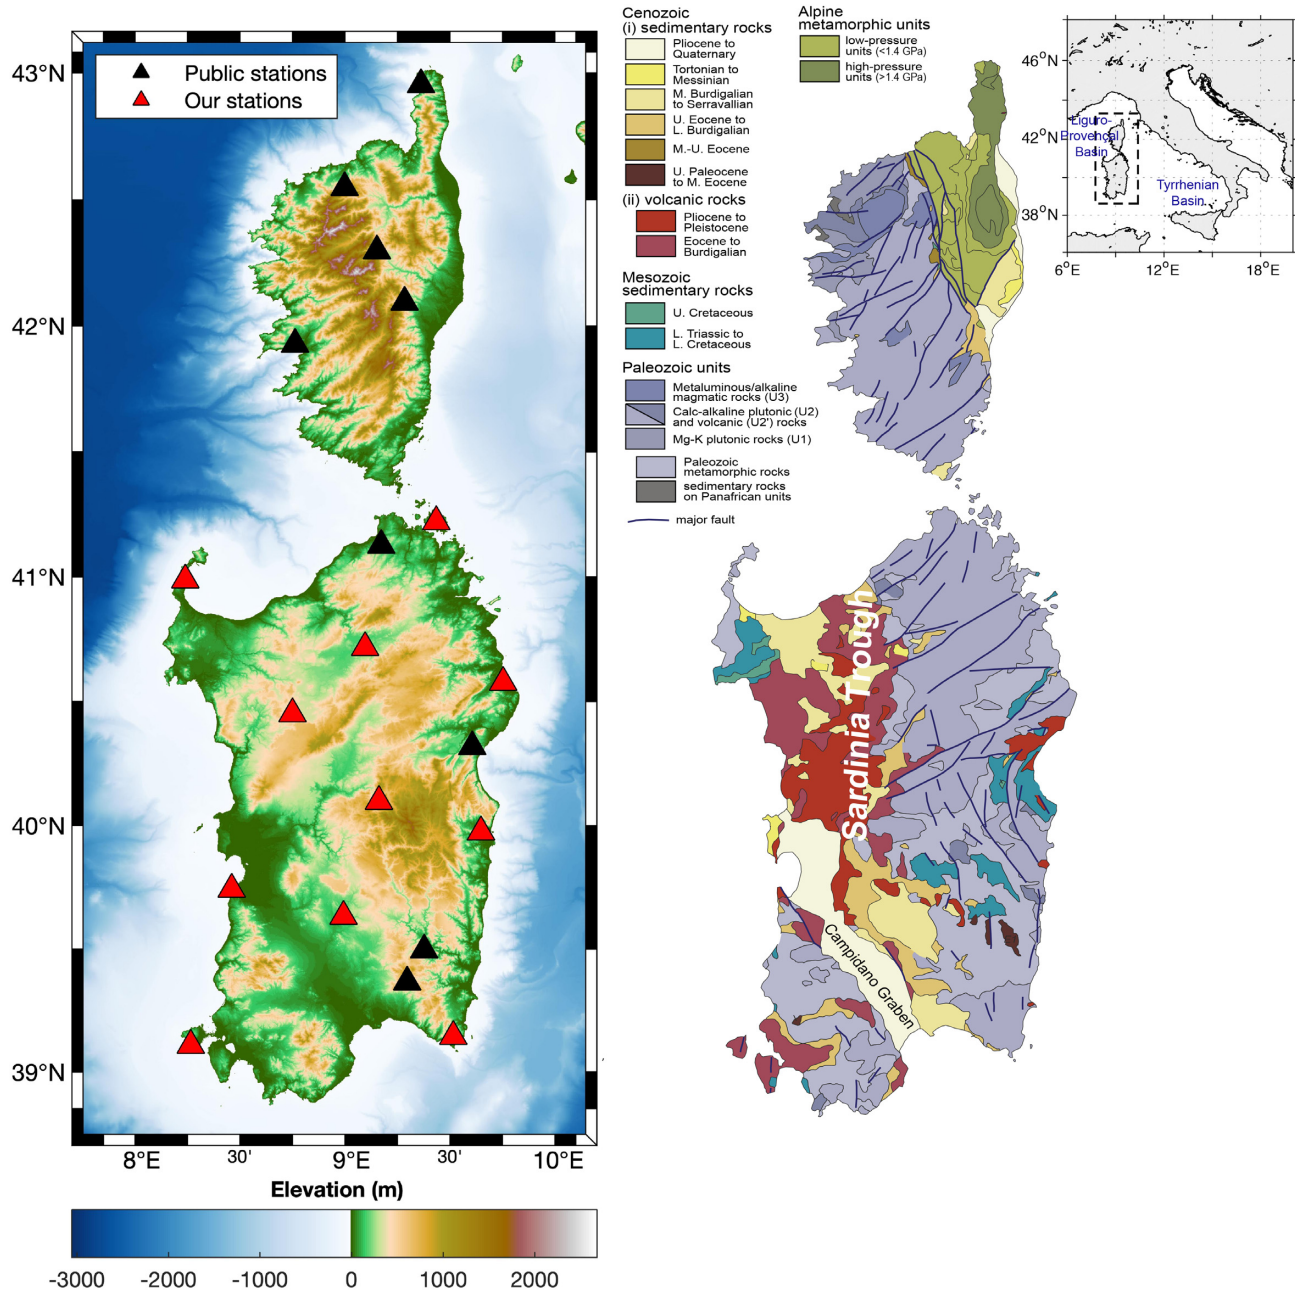 Public stations
Our stations
43°N
42°N
41°N
40°N
39°N
8°E
30'
9°E
30'
10°E
Elevation (m)
-3000
-2000
-1000
0
1000
2000
Cenozoic
(i) sedimentary rocks
Pliocene to
Quaternary
Tortonian to
Messinian
M. Burdigalian
to Serravallian
U. Eocene to
L. Burdigalian
M.-U. Eocene
U. Paleocene
to M. Eocene
(ii) volcanic rocks
Pliocene to
Pleistocene
Eocene to
Burdigalian
Mesozoic
sedimentary rocks
U. Cretaceous
L. Triassic to
L. Cretaceous
Paleozoic units
Metaluminous/alkaline
magmatic rocks (U3)
Calc-alkaline plutonic (U2)
and volcanic (U2') rocks
Mg-K plutonic rocks (U1)
Paleozoic
metamorphic rocks
sedimentary rocks
on Panafrican units
major fault
Alpine
metamorphic units
low-pressure
units (<1.4 GPa)
high-pressure
units (>1.4 GPa)
Sardinia Trough
Campidano Graben
46°N
42°N
38°N
6°E
12°E
18°E
Liguro-
Provençal
Basin
Tyrrhenian
Basin